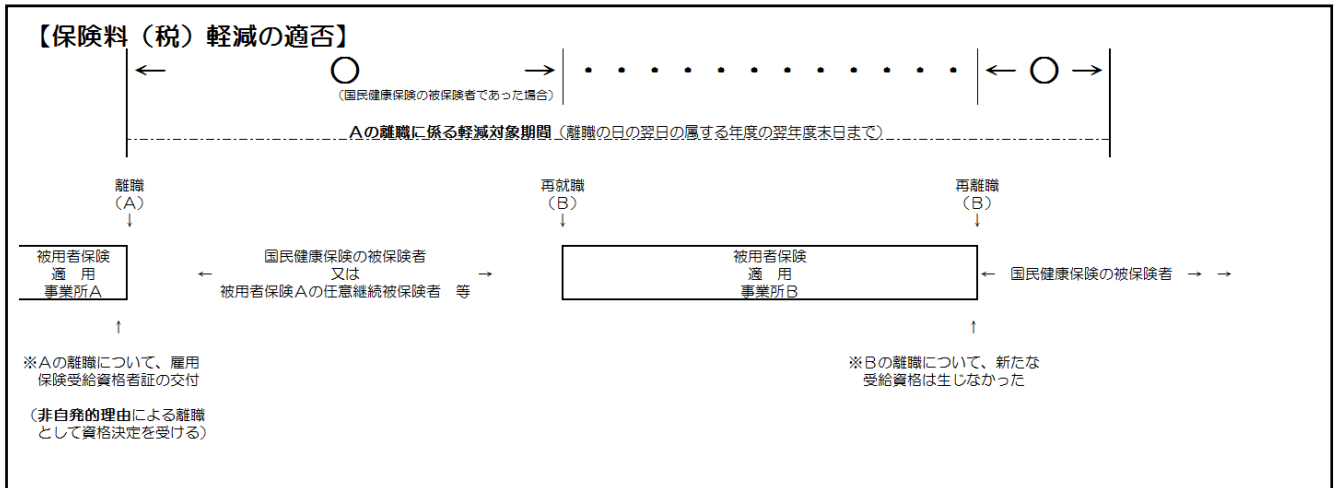 【保険料（税）軽減の適否】
← ○ → ・・・・・・・・・・・・ ← ○ →
（国民健康保険の被保険者であった場合）
Ａの離職に係る軽減対象期間（離職の日の翌日の属する年度の翌年度末日まで）
離職
（Ａ）
↓
再就職
（Ｂ）
↓
再離職
（Ｂ）
↓
被用者保険
適　用
事業所Ａ
← 国民健康保険の被保険者 →
又は
被用者保険Ａの任意継続被保険者　等
被用者保険
適　用
事業所Ｂ
← 国民健康保険の被保険者 → →
↑
※Ａの離職について、雇用
保険受給資格者証の交付
（非自発的理由による離職
として資格決定を受ける）
↑
※Ｂの離職について、新たな
受給資格は生じなかった